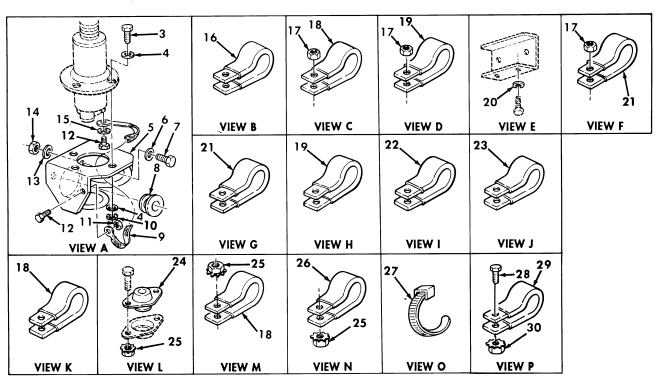 3
4
14
15
12
6
5
7
8
13
4
11
10
12
9
VIEW A
16
VIEW B
17
18
VIEW C
17
19
VIEW D
20
VIEW E
17
21
VIEW F
21
VIEW G
19
VIEW H
22
VIEW I
23
VIEW J
18
VIEW K
24
25
VIEW L
25
18
VIEW M
26
25
VIEW N
27
VIEW O
29
28
30
VIEW P